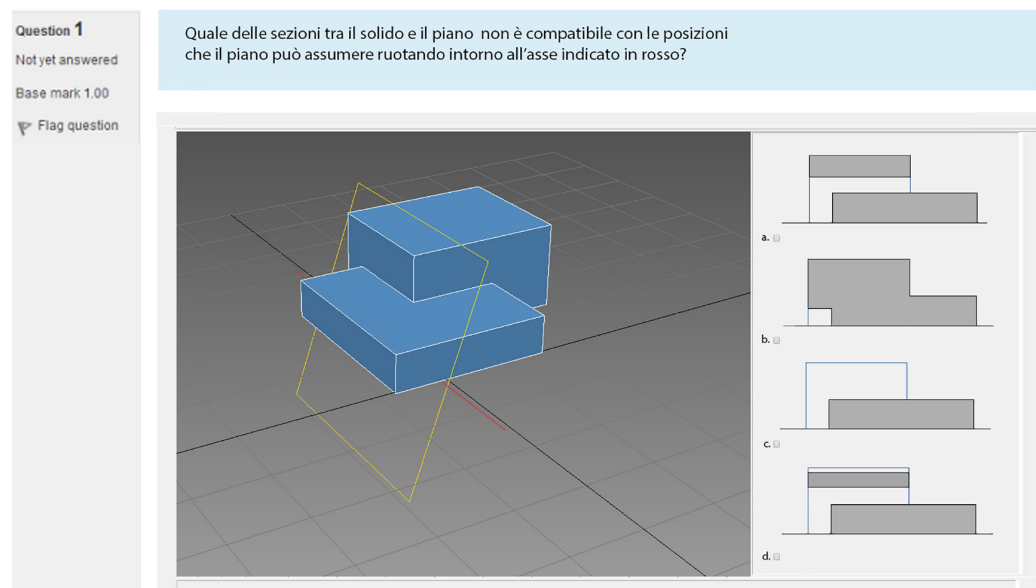 Question 1
Not yet answered
Base mark 1.00
Flag question
Quale delle sezioni tra il solido e il piano non è compatibile con le posizioni
che il piano può assumere ruotando intorno all'asse indicato in rosso?
a.
b.
c.
d.